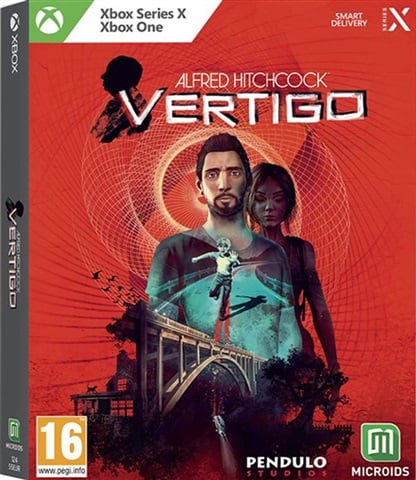 Xbox Series X
Xbox One
SMART
DELIVERY
SERIES X
XBOX
ALFRED HITCHCOCK
VERTIGO
ALFRED HITCHCOCK
VERTIGO
16
www.pegi.info
PENDULO
STUDIOS
M
MICROIDS
MICROIDS